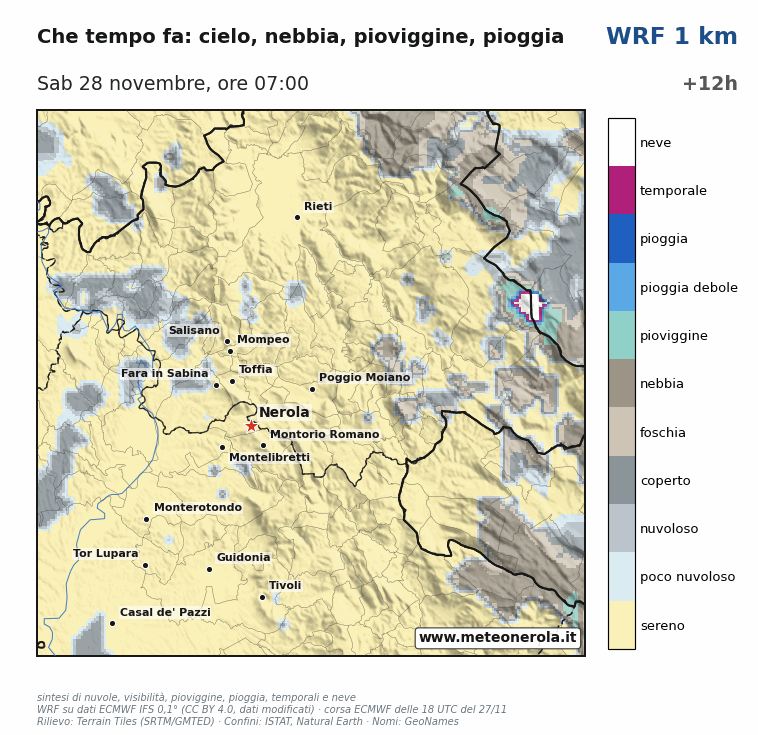 Che tempo fa: cielo, nebbia, pioviggine, pioggia
WRF 1 km
Sab 28 novembre, ore 07:00
+12h
neve
temporale
pioggia
pioggia debole
pioviggine
nebbia
foschia
coperto
nuvoloso
poco nuvoloso
sereno
Rieti
Salisano
Mompeo
Fara in Sabina
Toffia
Poggio Moiano
Nerola
Montorio Romano
Montelibretti
Monterotondo
Tor Lupara
Guidonia
Tivoli
Casal de' Pazzi
www.meteonerola.it
sintesi di nuvole, visibilità, pioviggine, pioggia, temporali e neve
WRF su dati ECMWF IFS 0,1° (CC BY 4.0, dati modificati) · corsa ECMWF delle 18 UTC del 27/11
Rilievo: Terrain Tiles (SRTM/GMTED) · Confini: ISTAT, Natural Earth · Nomi: GeoNames